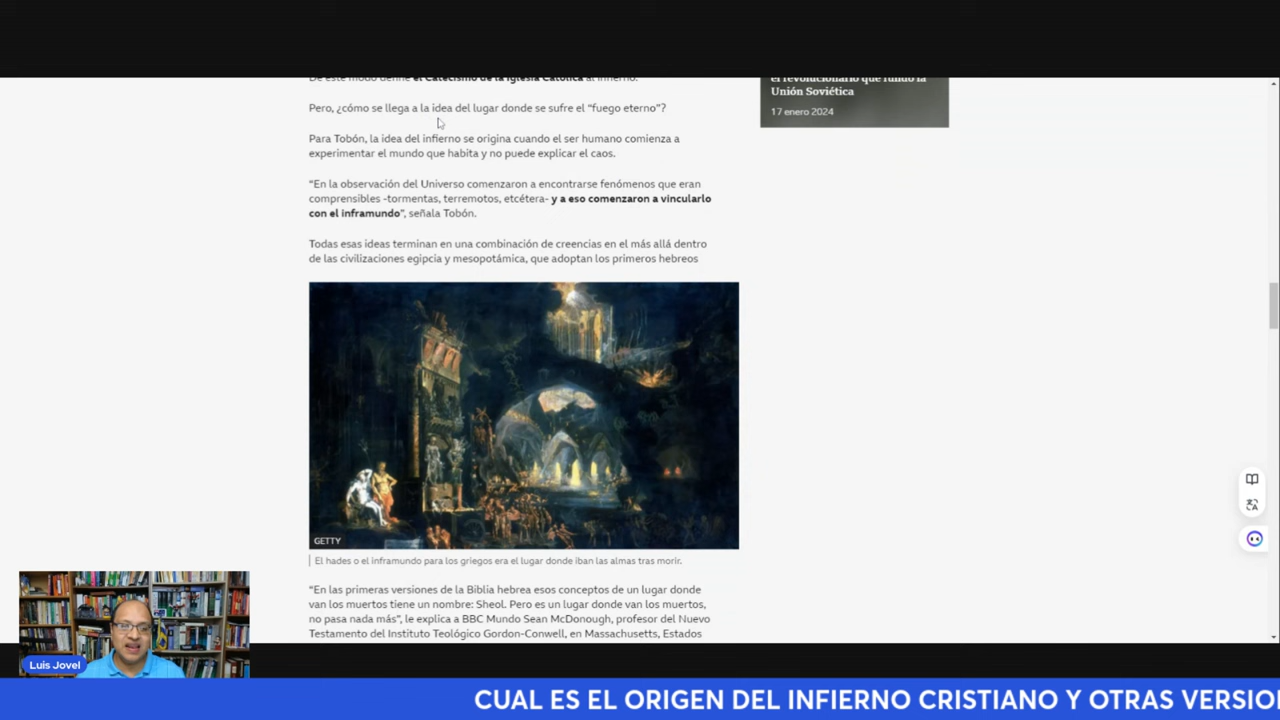 De este modo define el Catecismo de la Iglesia Católica al infierno.
el revolucionario que fundó la
Unión Soviética
17 enero 2024
Pero, ¿cómo se llega a la idea del lugar donde se sufre el “fuego eterno”?
Para Tobón, la idea del infierno se origina cuando el ser humano comienza a
experimentar el mundo que habita y no puede explicar el caos.
“En la observación del Universo comenzaron a encontrarse fenómenos que eran
comprensibles -tormentas, terremotos, etcétera- y a eso comenzaron a vincularlo
con el inframundo”, señala Tobón.
Todas esas ideas terminan en una combinación de creencias en el más allá dentro
de las civilizaciones egipcia y mesopotámica, que adoptan los primeros hebreos
GETTY
El hades o el inframundo para los griegos era el lugar donde iban las almas tras morir.
“En las primeras versiones de la Biblia hebrea esos conceptos de un lugar donde
van los muertos tiene un nombre: Sheol. Pero es un lugar donde van los muertos,
no pasa nada más”, le explica a BBC Mundo Sean McDonough, profesor del Nuevo
Testamento del Instituto Teológico Gordon-Conwell, en Massachusetts, Estados
Luis Jovel
CUAL ES EL ORIGEN DEL INFIERNO CRISTIANO Y OTRAS VERSIO